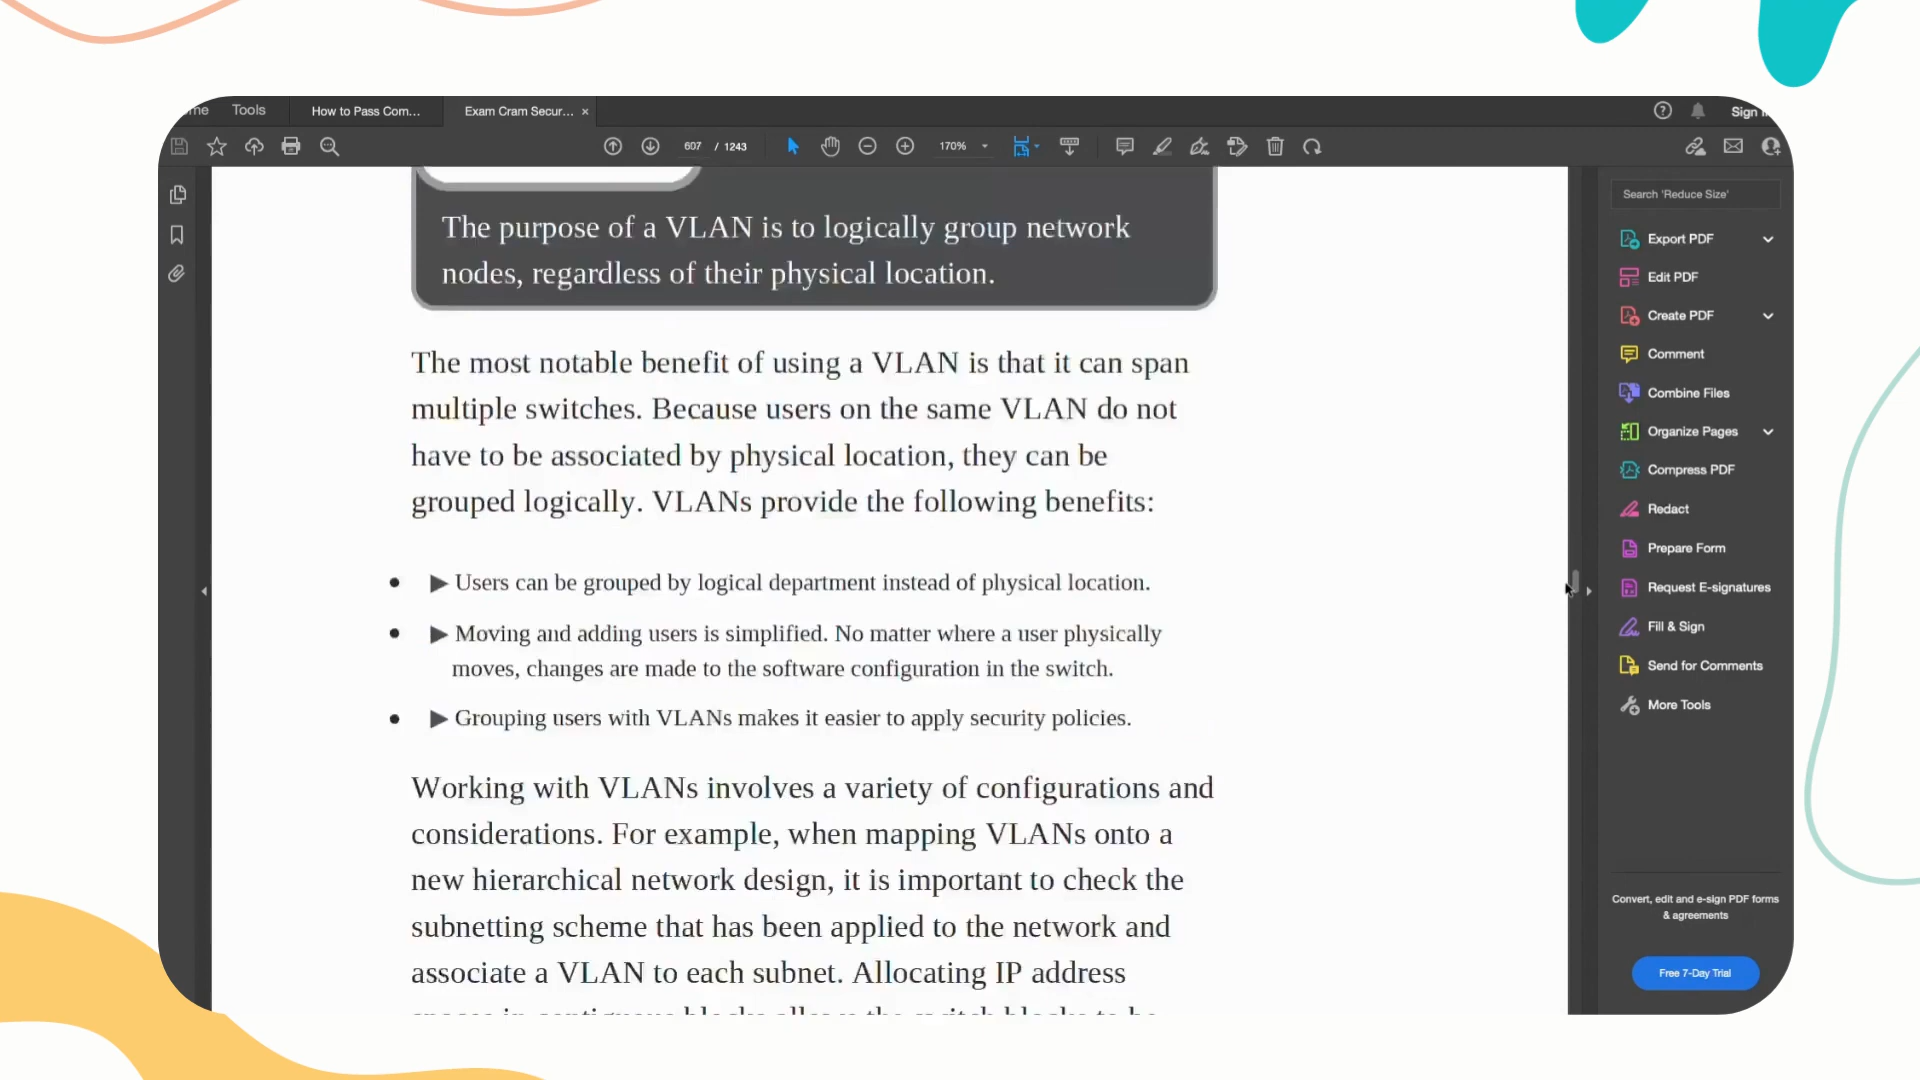 Tools
How to Pass Com...
Exam Cram Secur... ×
Sign
607 / 1243
170%
Search 'Reduce Size'
The purpose of a VLAN is to logically group network
nodes, regardless of their physical location.
The most notable benefit of using a VLAN is that it can span
multiple switches. Because users on the same VLAN do not
have to be associated by physical location, they can be
grouped logically. VLANs provide the following benefits:
• ▶ Users can be grouped by logical department instead of physical location.
• ▶ Moving and adding users is simplified. No matter where a user physically
moves, changes are made to the software configuration in the switch.
• ▶ Grouping users with VLANs makes it easier to apply security policies.
Working with VLANs involves a variety of configurations and
considerations. For example, when mapping VLANs onto a
new hierarchical network design, it is important to check the
subnetting scheme that has been applied to the network and
associate a VLAN to each subnet. Allocating IP address
Export PDF
Edit PDF
Create PDF
Comment
Combine Files
Organize Pages
Compress PDF
Redact
Prepare Form
Request E-signatures
Fill & Sign
Send for Comments
More Tools
Convert, edit and e-sign PDF forms
& agreements
Free 7-Day Trial